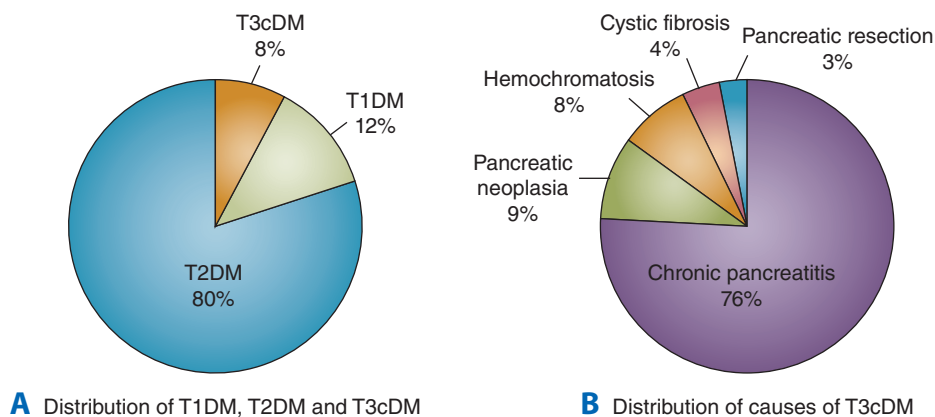 T3cDM
8%
T1DM
12%
T2DM
80%
A Distribution of T1DM, T2DM and T3cDM
Cystic fibrosis
4%
Pancreatic resection
3%
Hemochromatosis
8%
Pancreatic
neoplasia
9%
Chronic pancreatitis
76%
B Distribution of causes of T3cDM